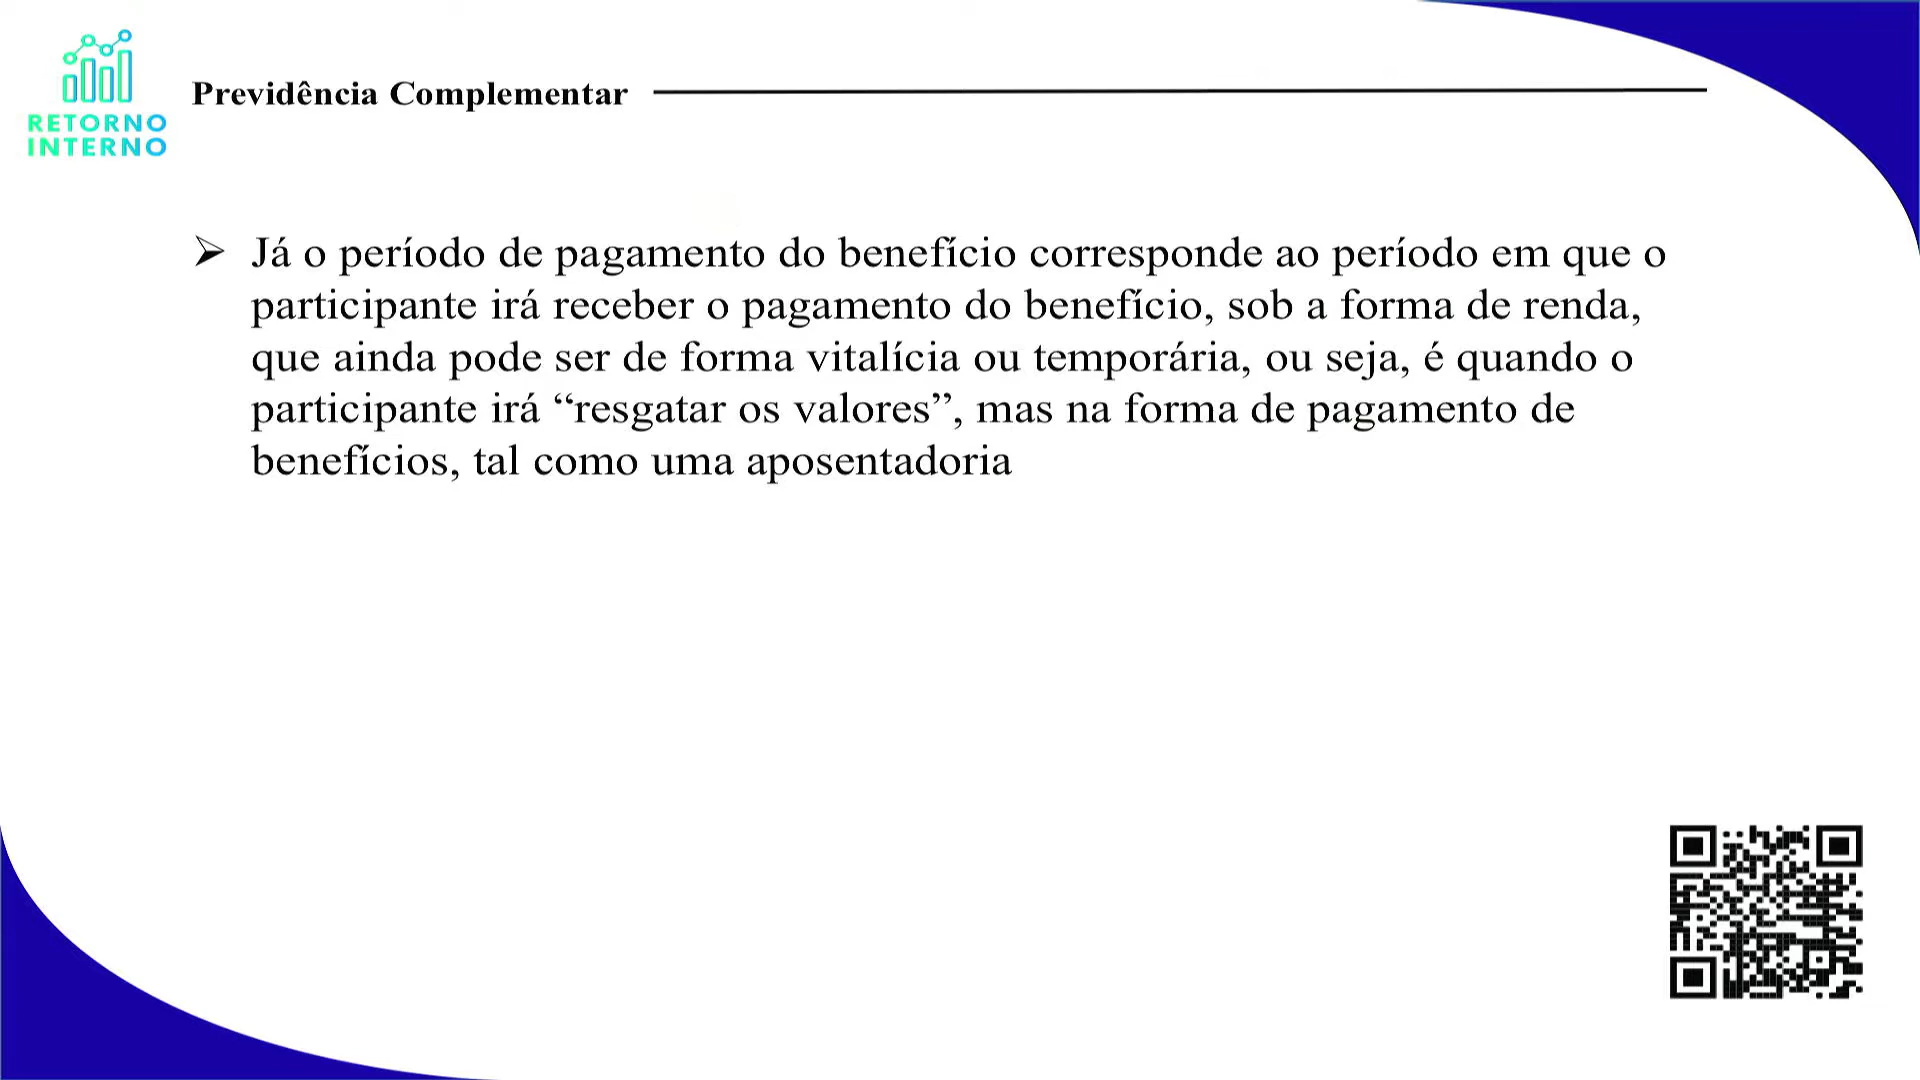 RETORNO
INTERNO
Previdência Complementar
Já o período de pagamento do benefício corresponde ao período em que o
participante irá receber o pagamento do benefício, sob a forma de renda,
que ainda pode ser de forma vitalícia ou temporária, ou seja, é quando o
participante irá “resgatar os valores”, mas na forma de pagamento de
benefícios, tal como uma aposentadoria